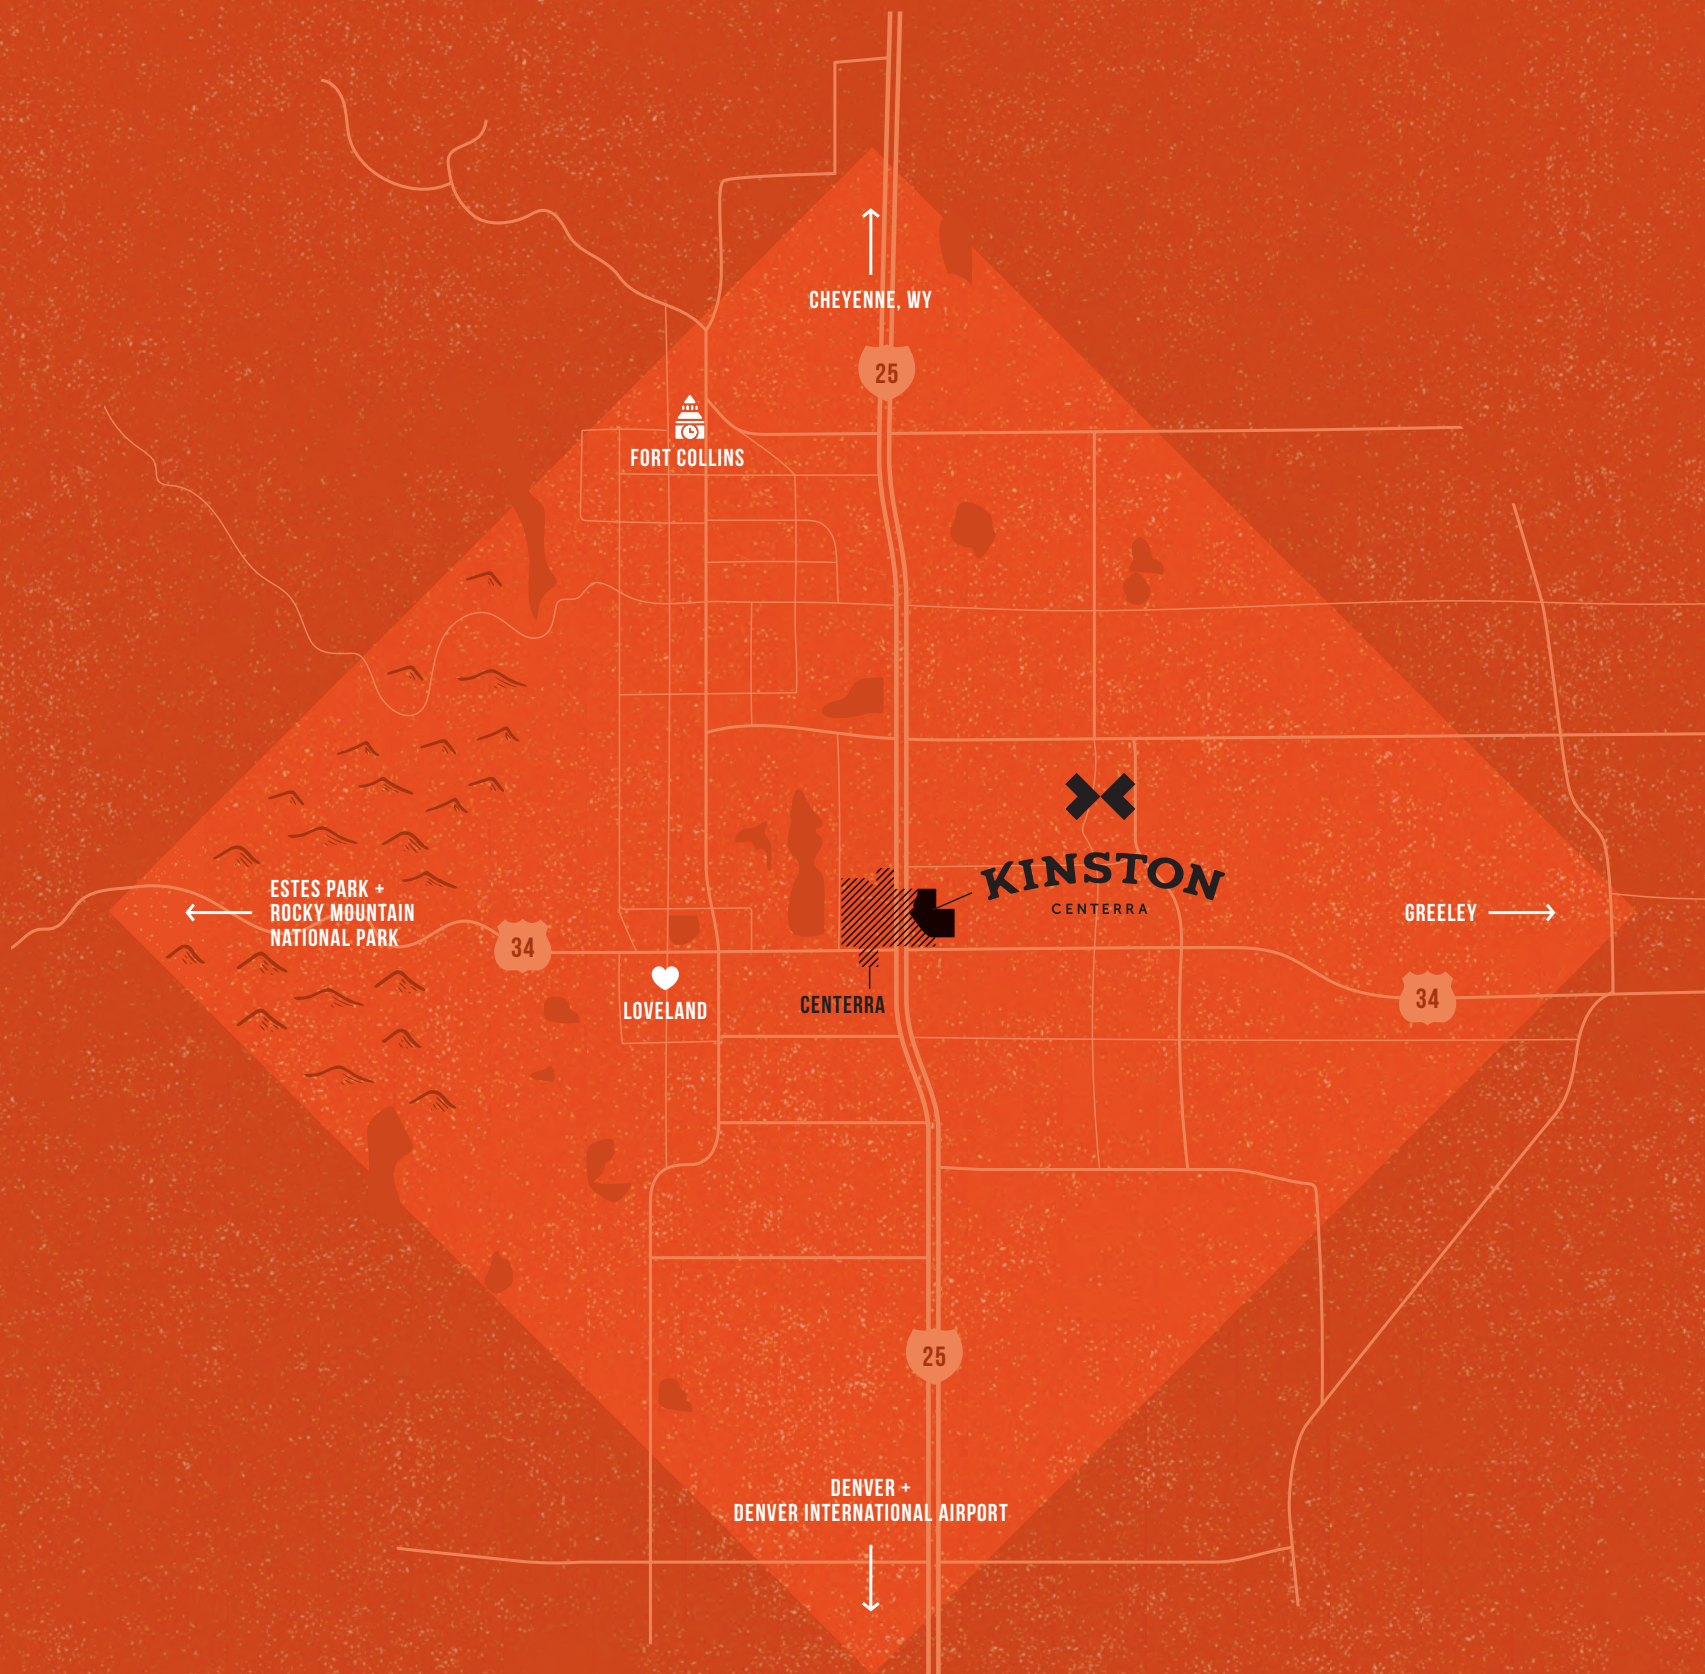 CHEYENNE, WY
25
FORT COLLINS
KINSTON
CENTERRA
ESTES PARK +
ROCKY MOUNTAIN
NATIONAL PARK
GREELEY
34
34
LOVELAND
CENTERRA
25
DENVER +
DENVER INTERNATIONAL AIRPORT